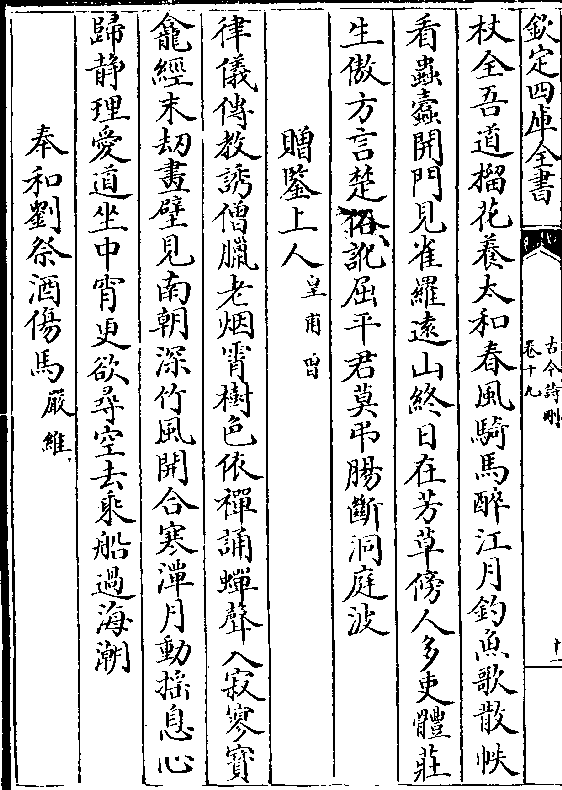 欽定四庫全書
古今詩刪
卷十九
十一
杖全吾道榴花養太和春風騎馬醉江月釣魚歌散帙
看蟲蠹開門見雀羅遠山終日在芳草傍人多吏體莊
生傲方言楚俗訛屈平君莫弔腸斷洞庭波
贈鑒上人 皇甫曾
律儀傳教誘僧臘老烟霄樹色依禪誦蟬聲入寂寥寳
龕經末劫畫壁見南朝深竹風開合寒潭月動揺息心
歸静理愛道坐中宵更欲尋空去乘船過海潮
奉和劉祭酒傷馬 嚴維